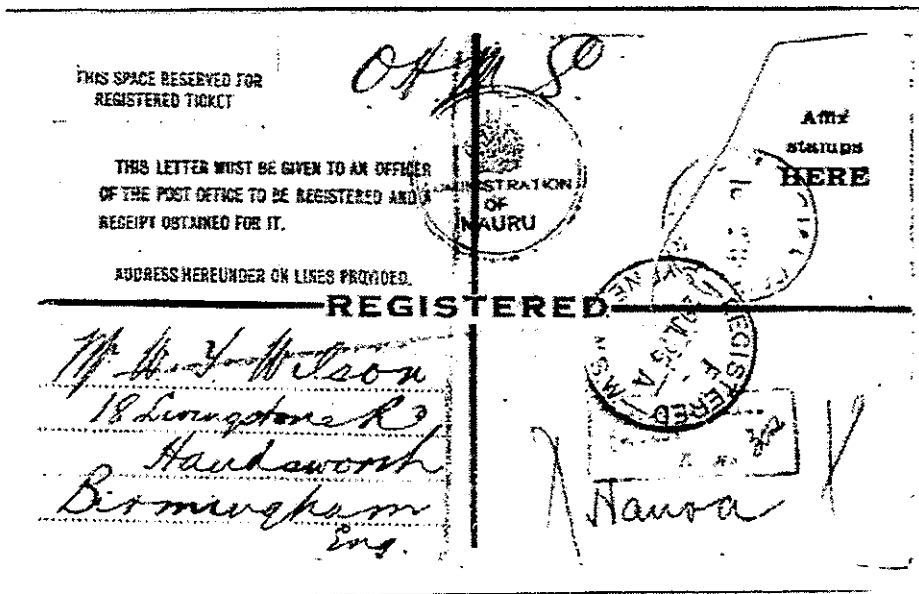 THIS SPACE RESERVED FOR
REGISTERED TICKET
O H M S
THIS LETTER MUST BE GIVEN TO AN OFFICER
OF THE POST OFFICE TO BE REGISTERED AND A
RECEIPT OBTAINED FOR IT.
ADDRESS HEREUNDER ON LINES PROVIDED.
ADMINISTRATION
OF
NAURU
Affix
stamps
HERE
REGISTERED
REGISTERED
SYDNEY N.S.W.
Mr W. Y. Wilson
18 Livingstone Rd
Handsworth
Birmingham
Eng.
Nauru